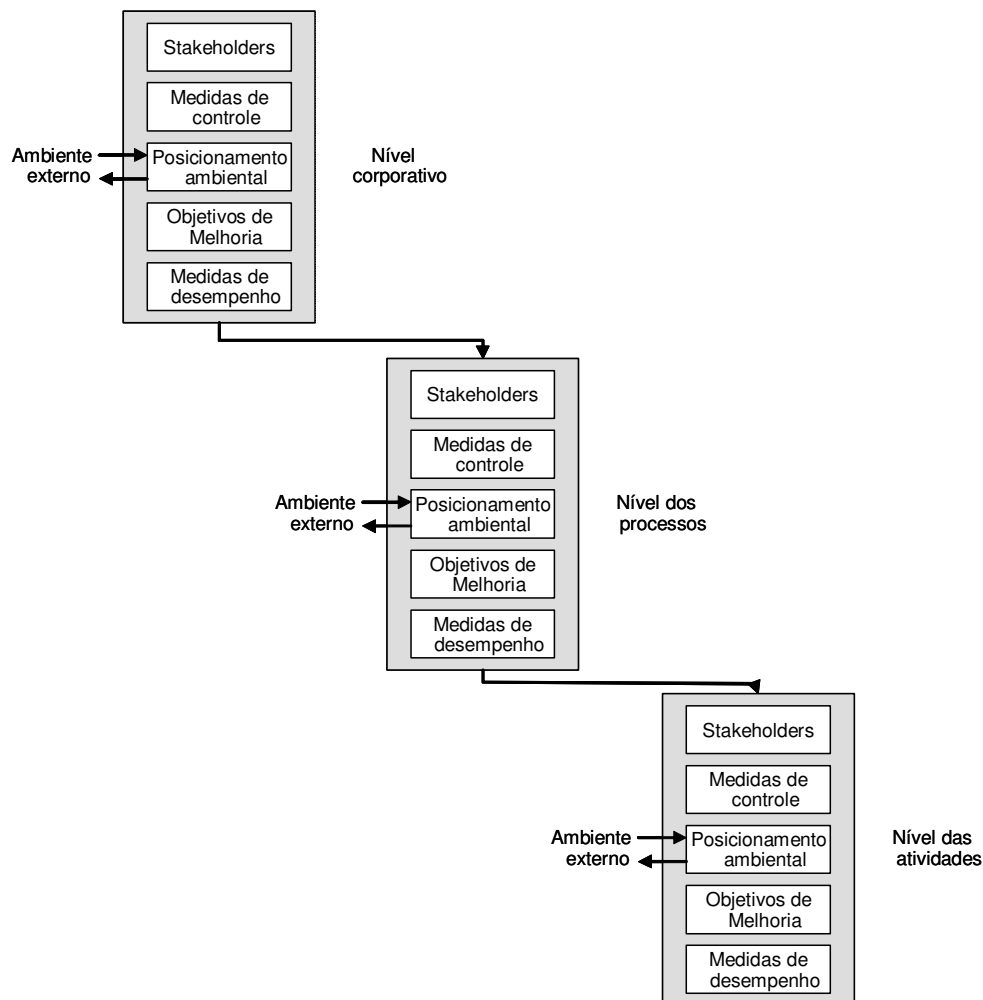 Stakeholders
Medidas de
controle
Ambiente
externo
Posicionamento
ambiental
Nível
corporativo
Objetivos de
Melhoria
Medidas de
desempenho
Stakeholders
Medidas de
controle
Ambiente
externo
Posicionamento
ambiental
Nível dos
processos
Objetivos de
Melhoria
Medidas de
desempenho
Stakeholders
Medidas de
controle
Ambiente
externo
Posicionamento
ambiental
Nível das
atividades
Objetivos de
Melhoria
Medidas de
desempenho